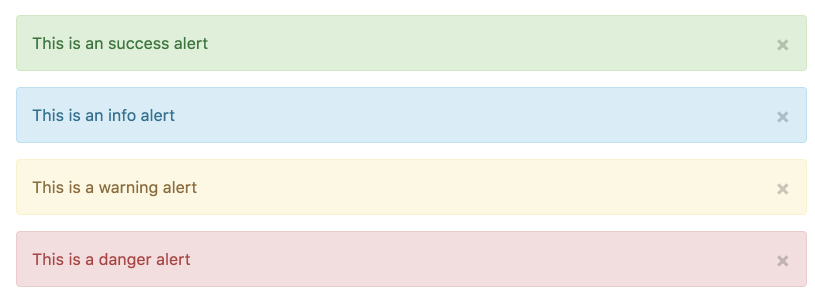 This is an success alert ×
This is an info alert ×
This is a warning alert ×
This is a danger alert ×